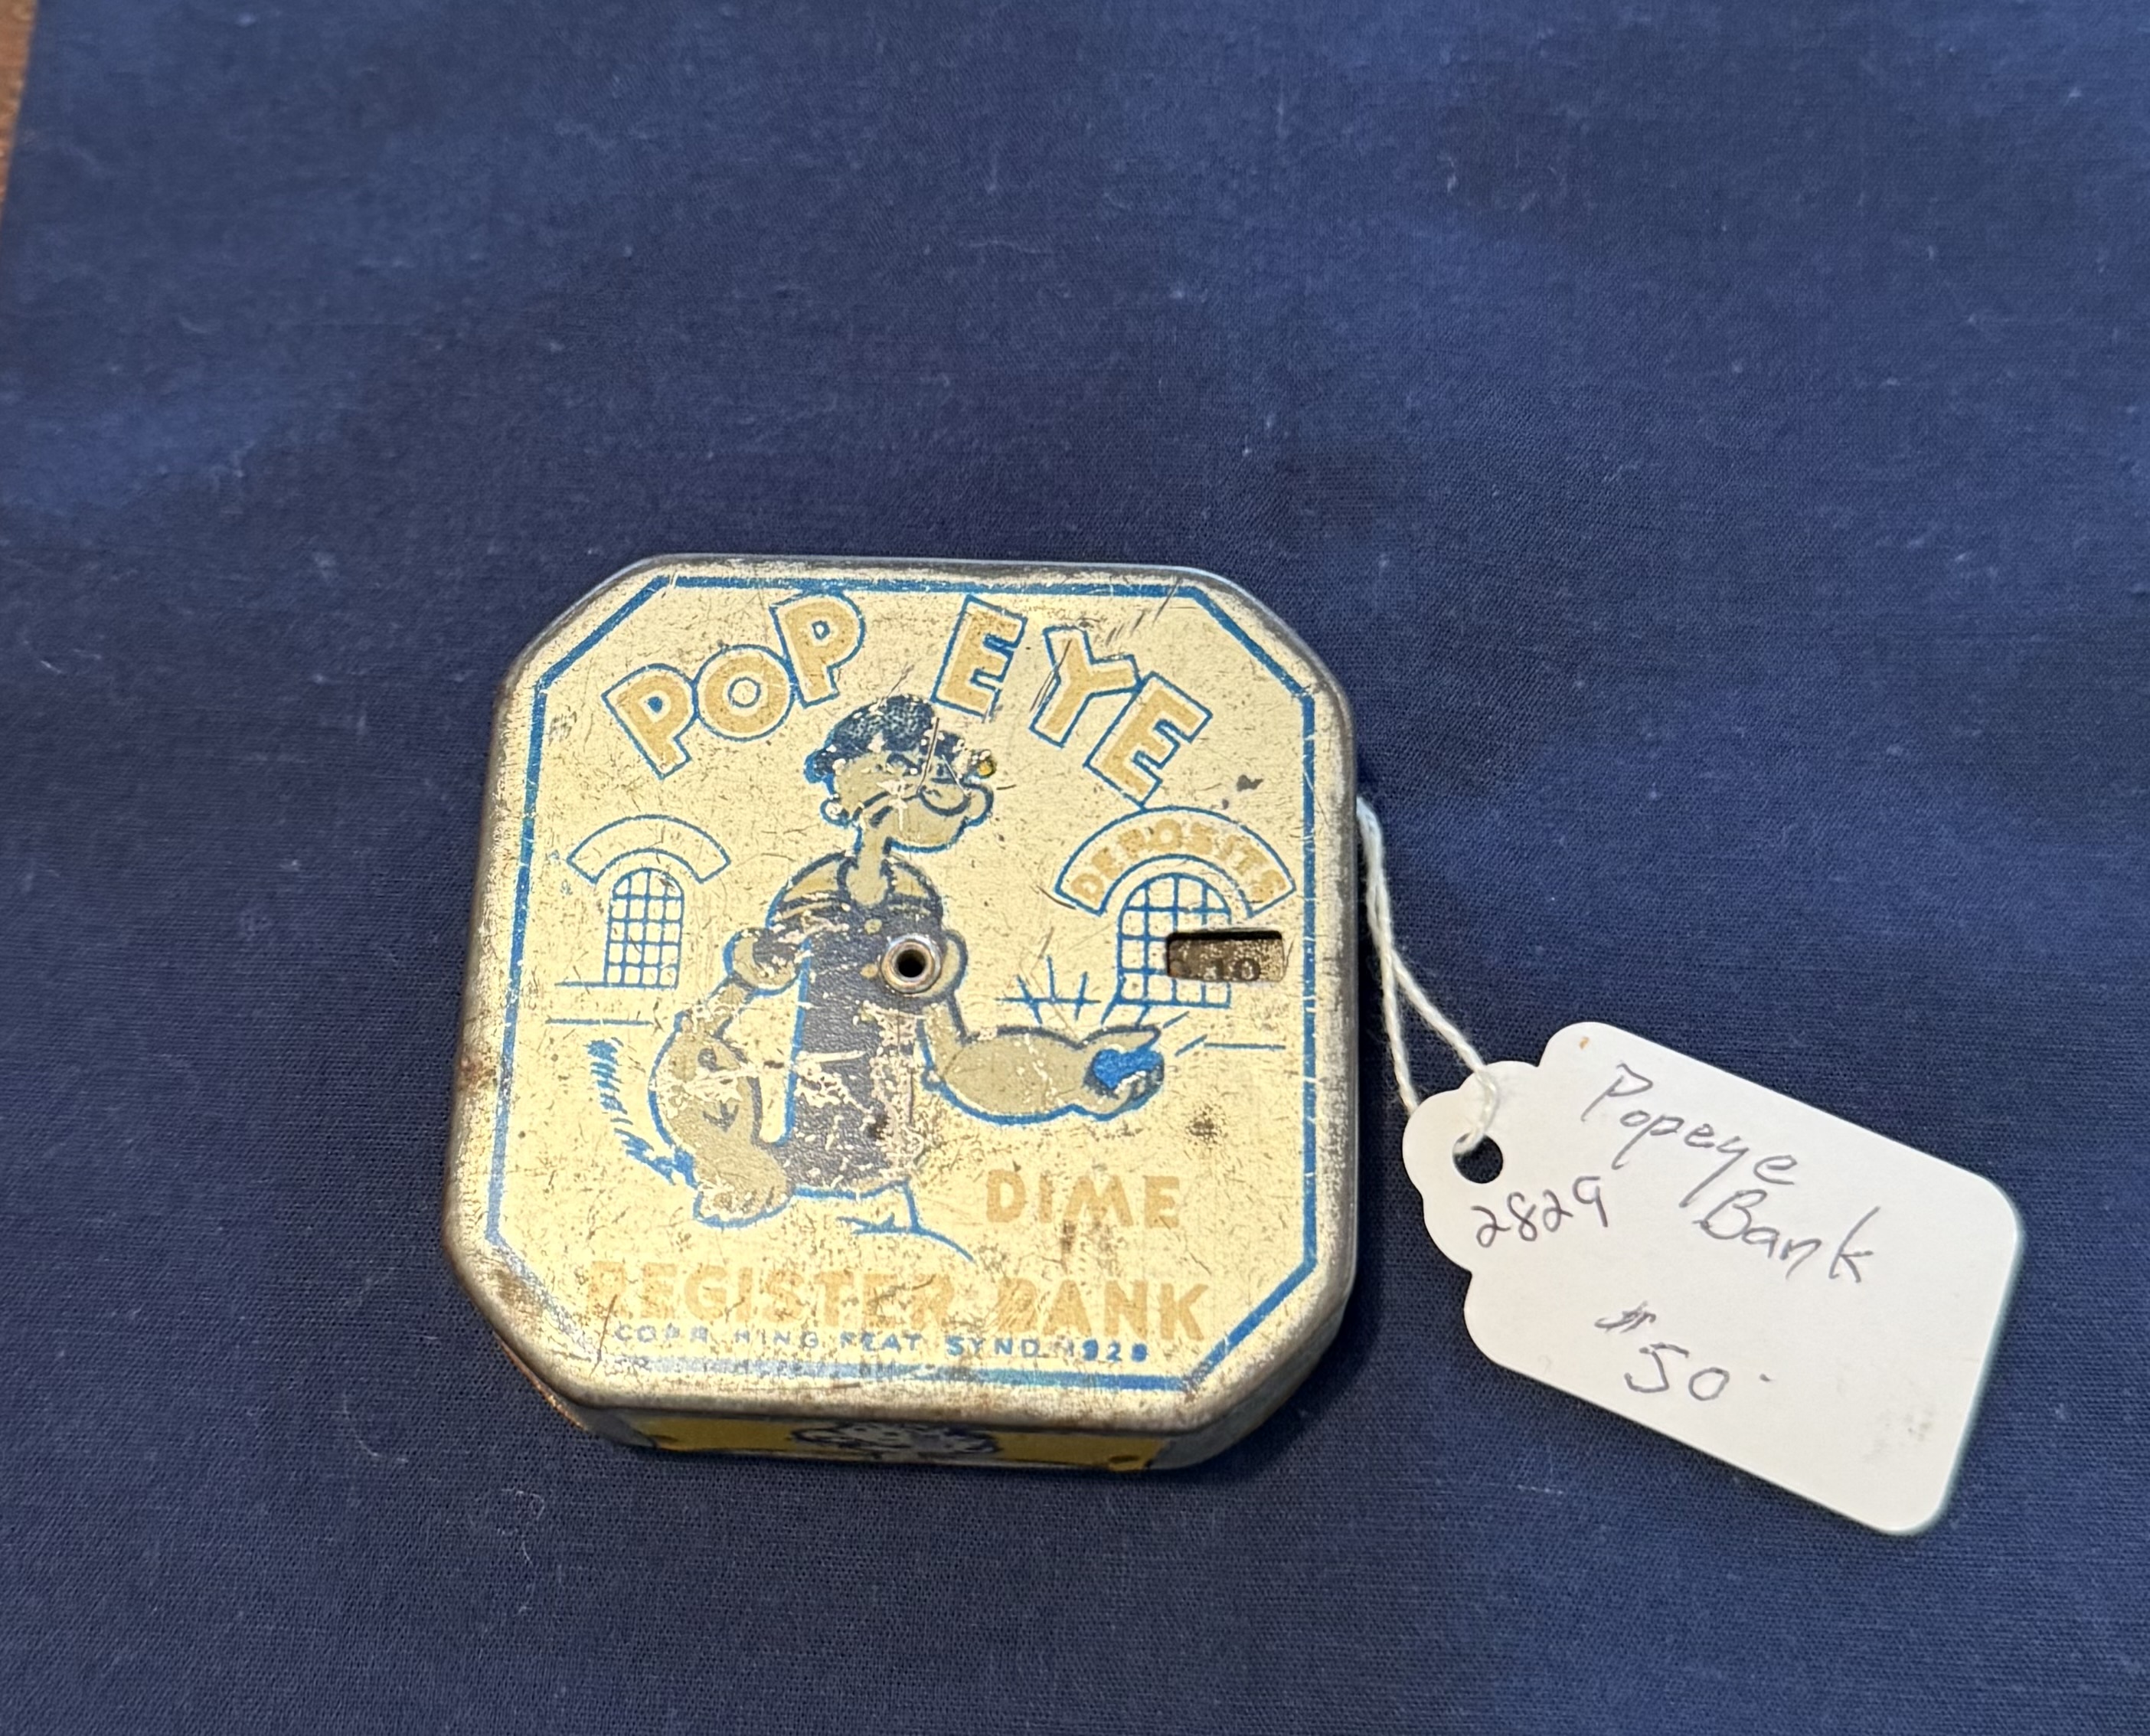 POP EYE
DEPOSITS
10
DIME
REGISTER BANK
COPR. KING FEAT SYND. 1929
Popeye
Bank
2829
$50.